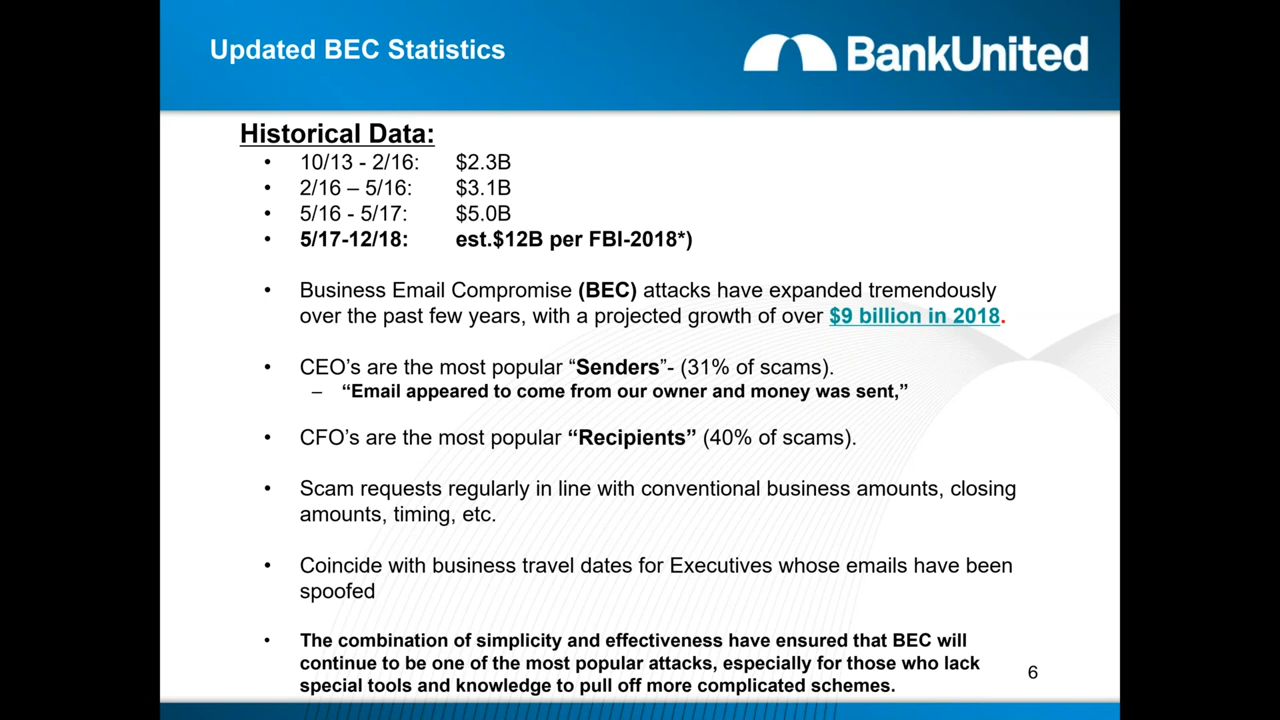 Updated BEC Statistics
BankUnited
Historical Data:
• 10/13 - 2/16: $2.3B
• 2/16 – 5/16: $3.1B
• 5/16 - 5/17: $5.0B
• 5/17-12/18: est.$12B per FBI-2018*)
• Business Email Compromise (BEC) attacks have expanded tremendously
over the past few years, with a projected growth of over $9 billion in 2018.
• CEO’s are the most popular “Senders”- (31% of scams).
– “Email appeared to come from our owner and money was sent,”
• CFO’s are the most popular “Recipients” (40% of scams).
• Scam requests regularly in line with conventional business amounts, closing
amounts, timing, etc.
• Coincide with business travel dates for Executives whose emails have been
spoofed
• The combination of simplicity and effectiveness have ensured that BEC will
continue to be one of the most popular attacks, especially for those who lack
special tools and knowledge to pull off more complicated schemes.
6